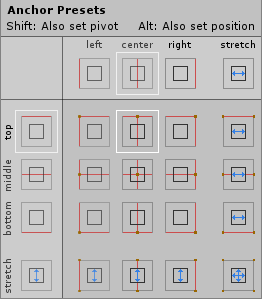 Anchor Presets
Shift: Also set pivot Alt: Also set position
left center right stretch
top
middle
bottom
stretch